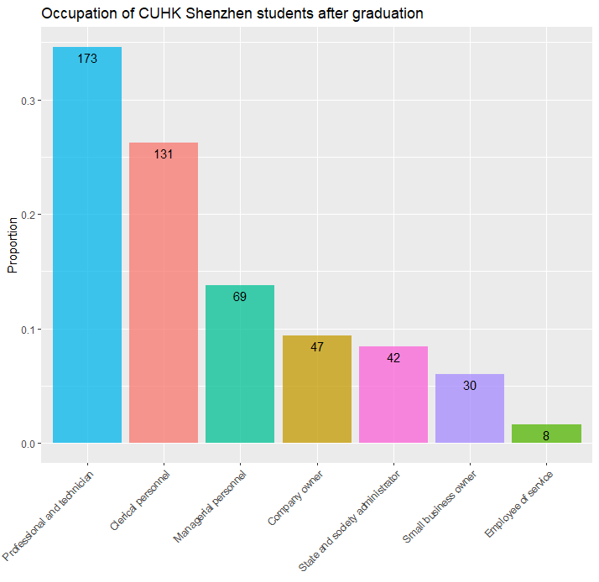 Occupation of CUHK Shenzhen students after graduation
Proportion
0.3
0.2
0.1
0.0
173
131
69
47
42
30
8
Professional and technician
Clerical personnel
Managerial personnel
Company owner
State and society administrator
Small business owner
Employee of service